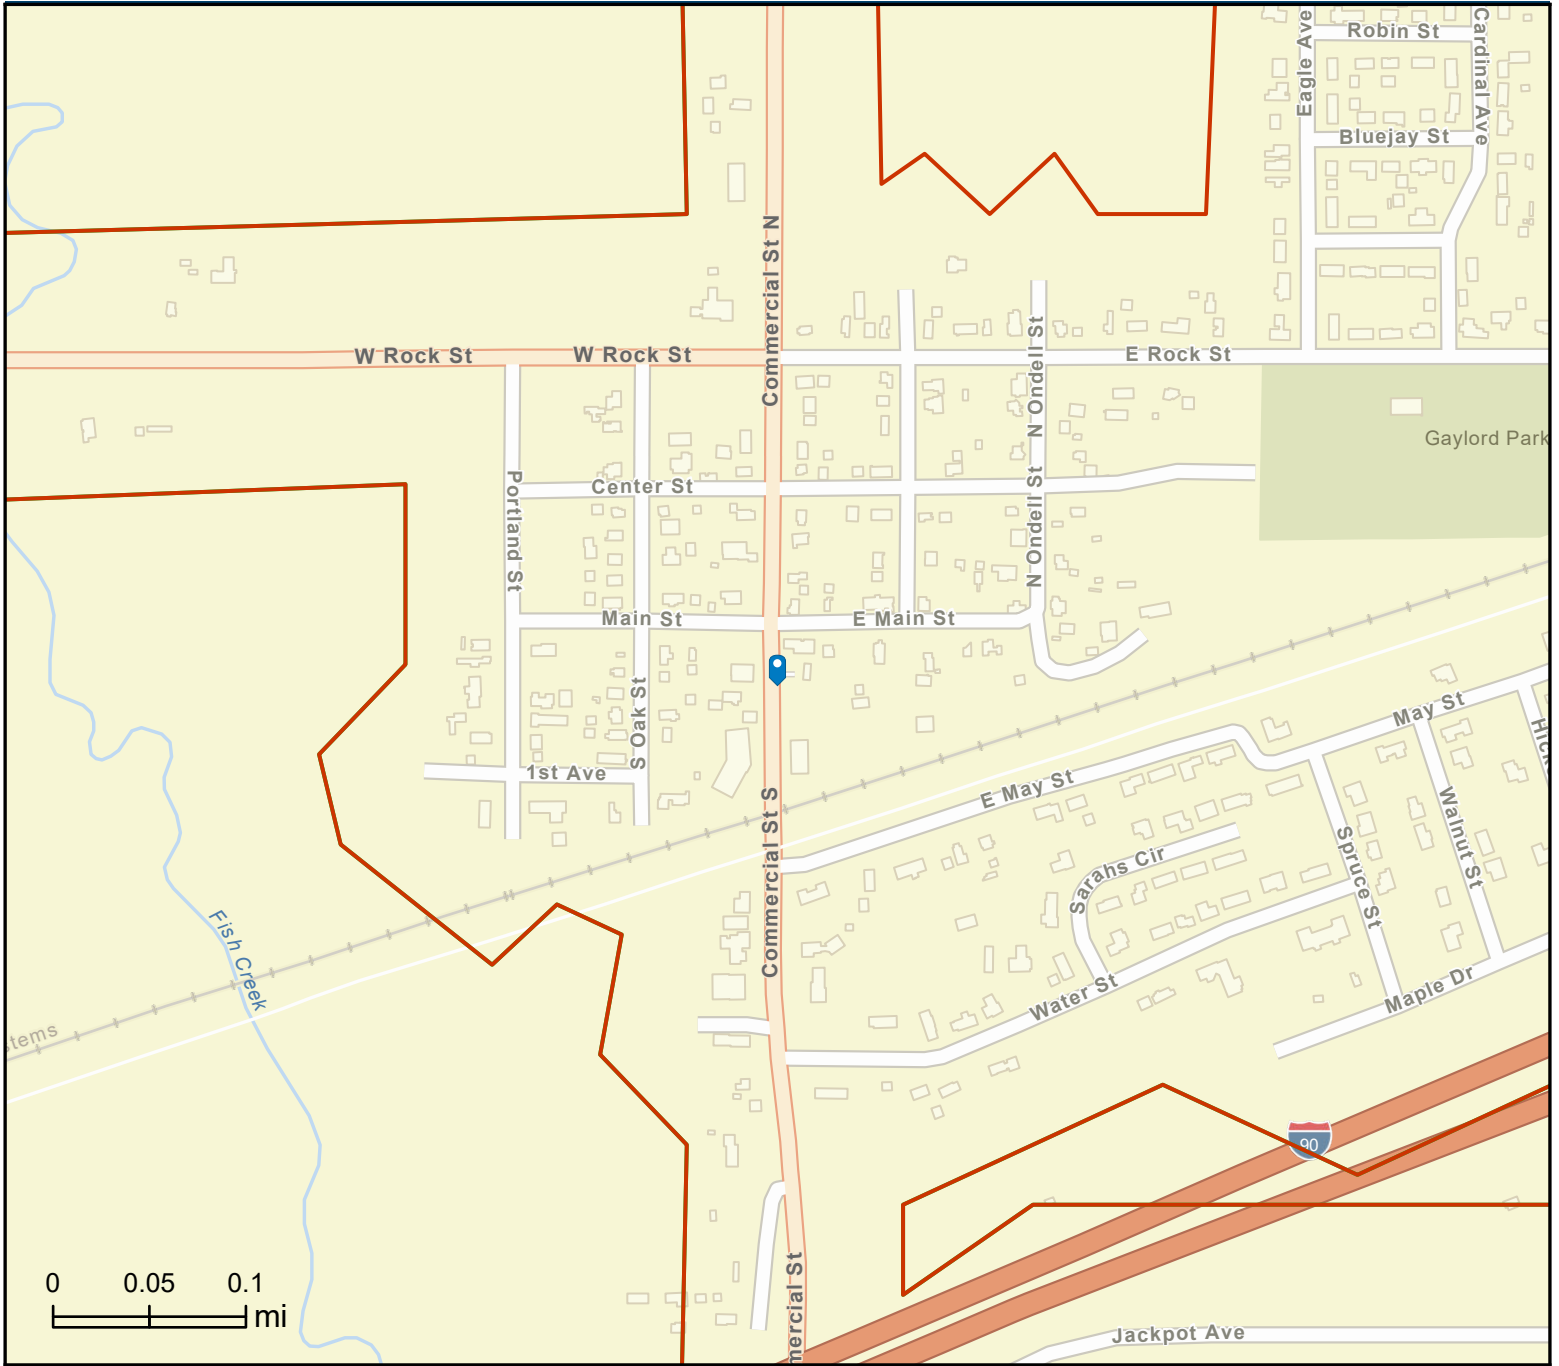 Robin St
Eagle Ave
Cardinal Ave
Bluejay St
Commercial St N
W Rock St
W Rock St
E Rock St
N Ondell St
Gaylord Park
Portland St
Center St
N Ondell St
Main St
E Main St
S Oak St
May St
1st Ave
E May St
Commercial St S
Walnut St
Spruce St
Sarahs Cir
Fish Creek
Water St
Maple Dr
stems
90
mercial St
0 0.05 0.1
mi
Jackpot Ave